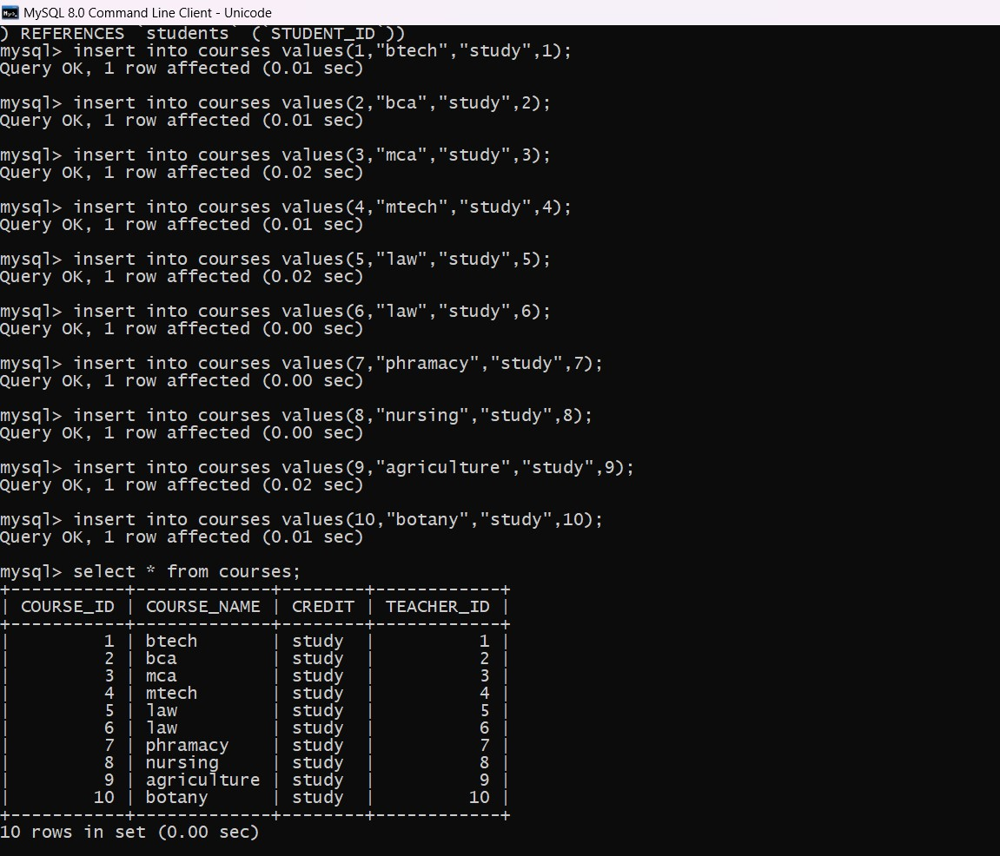 MySQL 8.0 Command Line Client - Unicode
) REFERENCES `students` (`STUDENT_ID`))
mysql> insert into courses values(1,"btech","study",1);
Query OK, 1 row affected (0.01 sec)
mysql> insert into courses values(2,"bca","study",2);
Query OK, 1 row affected (0.01 sec)
mysql> insert into courses values(3,"mca","study",3);
Query OK, 1 row affected (0.02 sec)
mysql> insert into courses values(4,"mtech","study",4);
Query OK, 1 row affected (0.01 sec)
mysql> insert into courses values(5,"law","study",5);
Query OK, 1 row affected (0.02 sec)
mysql> insert into courses values(6,"law","study",6);
Query OK, 1 row affected (0.00 sec)
mysql> insert into courses values(7,"phramacy","study",7);
Query OK, 1 row affected (0.00 sec)
mysql> insert into courses values(8,"nursing","study",8);
Query OK, 1 row affected (0.00 sec)
mysql> insert into courses values(9,"agriculture","study",9);
Query OK, 1 row affected (0.02 sec)
mysql> insert into courses values(10,"botany","study",10);
Query OK, 1 row affected (0.01 sec)
mysql> select * from courses;
+-----------+-------------+--------+------------+
| COURSE_ID | COURSE_NAME | CREDIT | TEACHER_ID |
+-----------+-------------+--------+------------+
|         1 | btech       | study  |          1 |
|         2 | bca         | study  |          2 |
|         3 | mca         | study  |          3 |
|         4 | mtech       | study  |          4 |
|         5 | law         | study  |          5 |
|         6 | law         | study  |          6 |
|         7 | phramacy    | study  |          7 |
|         8 | nursing     | study  |          8 |
|         9 | agriculture | study  |          9 |
|        10 | botany      | study  |         10 |
+-----------+-------------+--------+------------+
10 rows in set (0.00 sec)